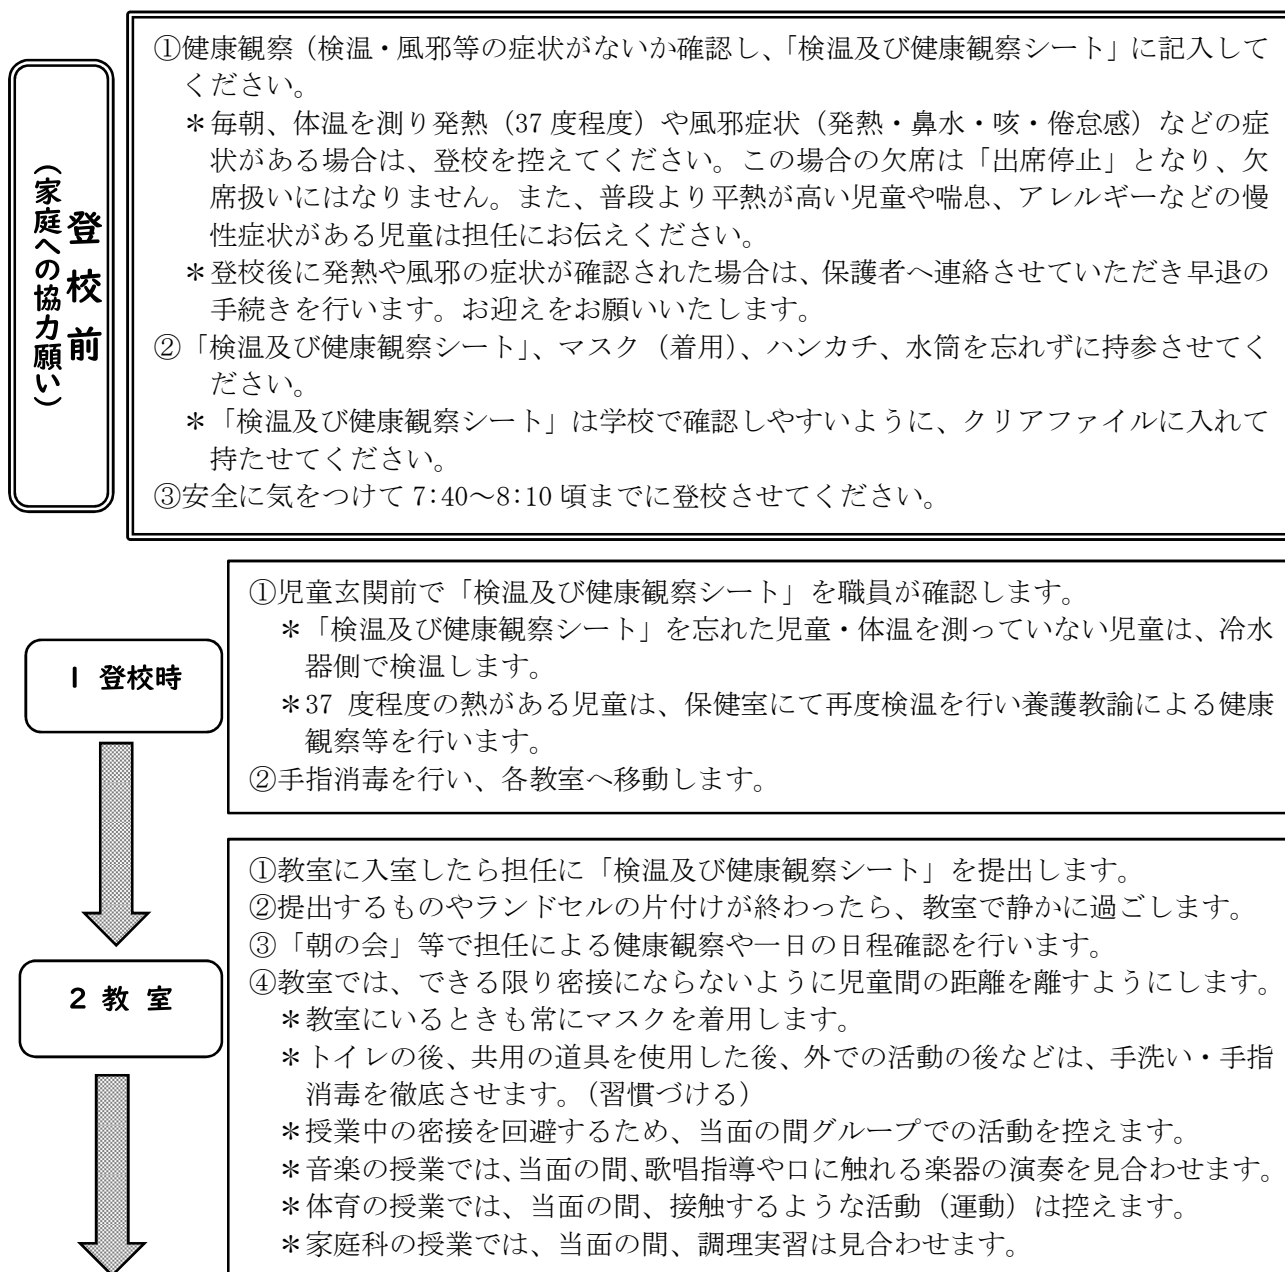 登校前
(家庭への協力願い)
①健康観察（検温・風邪等の症状がないか確認し、「検温及び健康観察シート」に記入して
ください。
＊毎朝、体温を測り発熱（37 度程度）や風邪症状（発熱・鼻水・咳・倦怠感）などの症
状がある場合は、登校を控えてください。この場合の欠席は「出席停止」となり、欠
席扱いにはなりません。また、普段より平熱が高い児童や喘息、アレルギーなどの慢
性症状がある児童は担任にお伝えください。
＊登校後に発熱や風邪の症状が確認された場合は、保護者へ連絡させていただき早退の
手続きを行います。お迎えをお願いいたします。
②「検温及び健康観察シート」、マスク（着用）、ハンカチ、水筒を忘れずに持参させてく
ださい。
＊「検温及び健康観察シート」は学校で確認しやすいように、クリアファイルに入れて
持たせてください。
③安全に気をつけて 7:40～8:10 頃までに登校させてください。
1 登校時
①児童玄関前で「検温及び健康観察シート」を職員が確認します。
＊「検温及び健康観察シート」を忘れた児童・体温を測っていない児童は、冷水
器側で検温します。
＊37 度程度の熱がある児童は、保健室にて再度検温を行い養護教諭による健康
観察等を行います。
②手指消毒を行い、各教室へ移動します。
2 教 室
①教室に入室したら担任に「検温及び健康観察シート」を提出します。
②提出するものやランドセルの片付けが終わったら、教室で静かに過ごします。
③「朝の会」等で担任による健康観察や一日の日程確認を行います。
④教室では、できる限り密接にならないように児童間の距離を離すようにします。
＊教室にいるときも常にマスクを着用します。
＊トイレの後、共用の道具を使用した後、外での活動の後などは、手洗い・手指
消毒を徹底させます。（習慣づける）
＊授業中の密接を回避するため、当面の間グループでの活動を控えます。
＊音楽の授業では、当面の間、歌唱指導や口に触れる楽器の演奏を見合わせます。
＊体育の授業では、当面の間、接触するような活動（運動）は控えます。
＊家庭科の授業では、当面の間、調理実習は見合わせます。